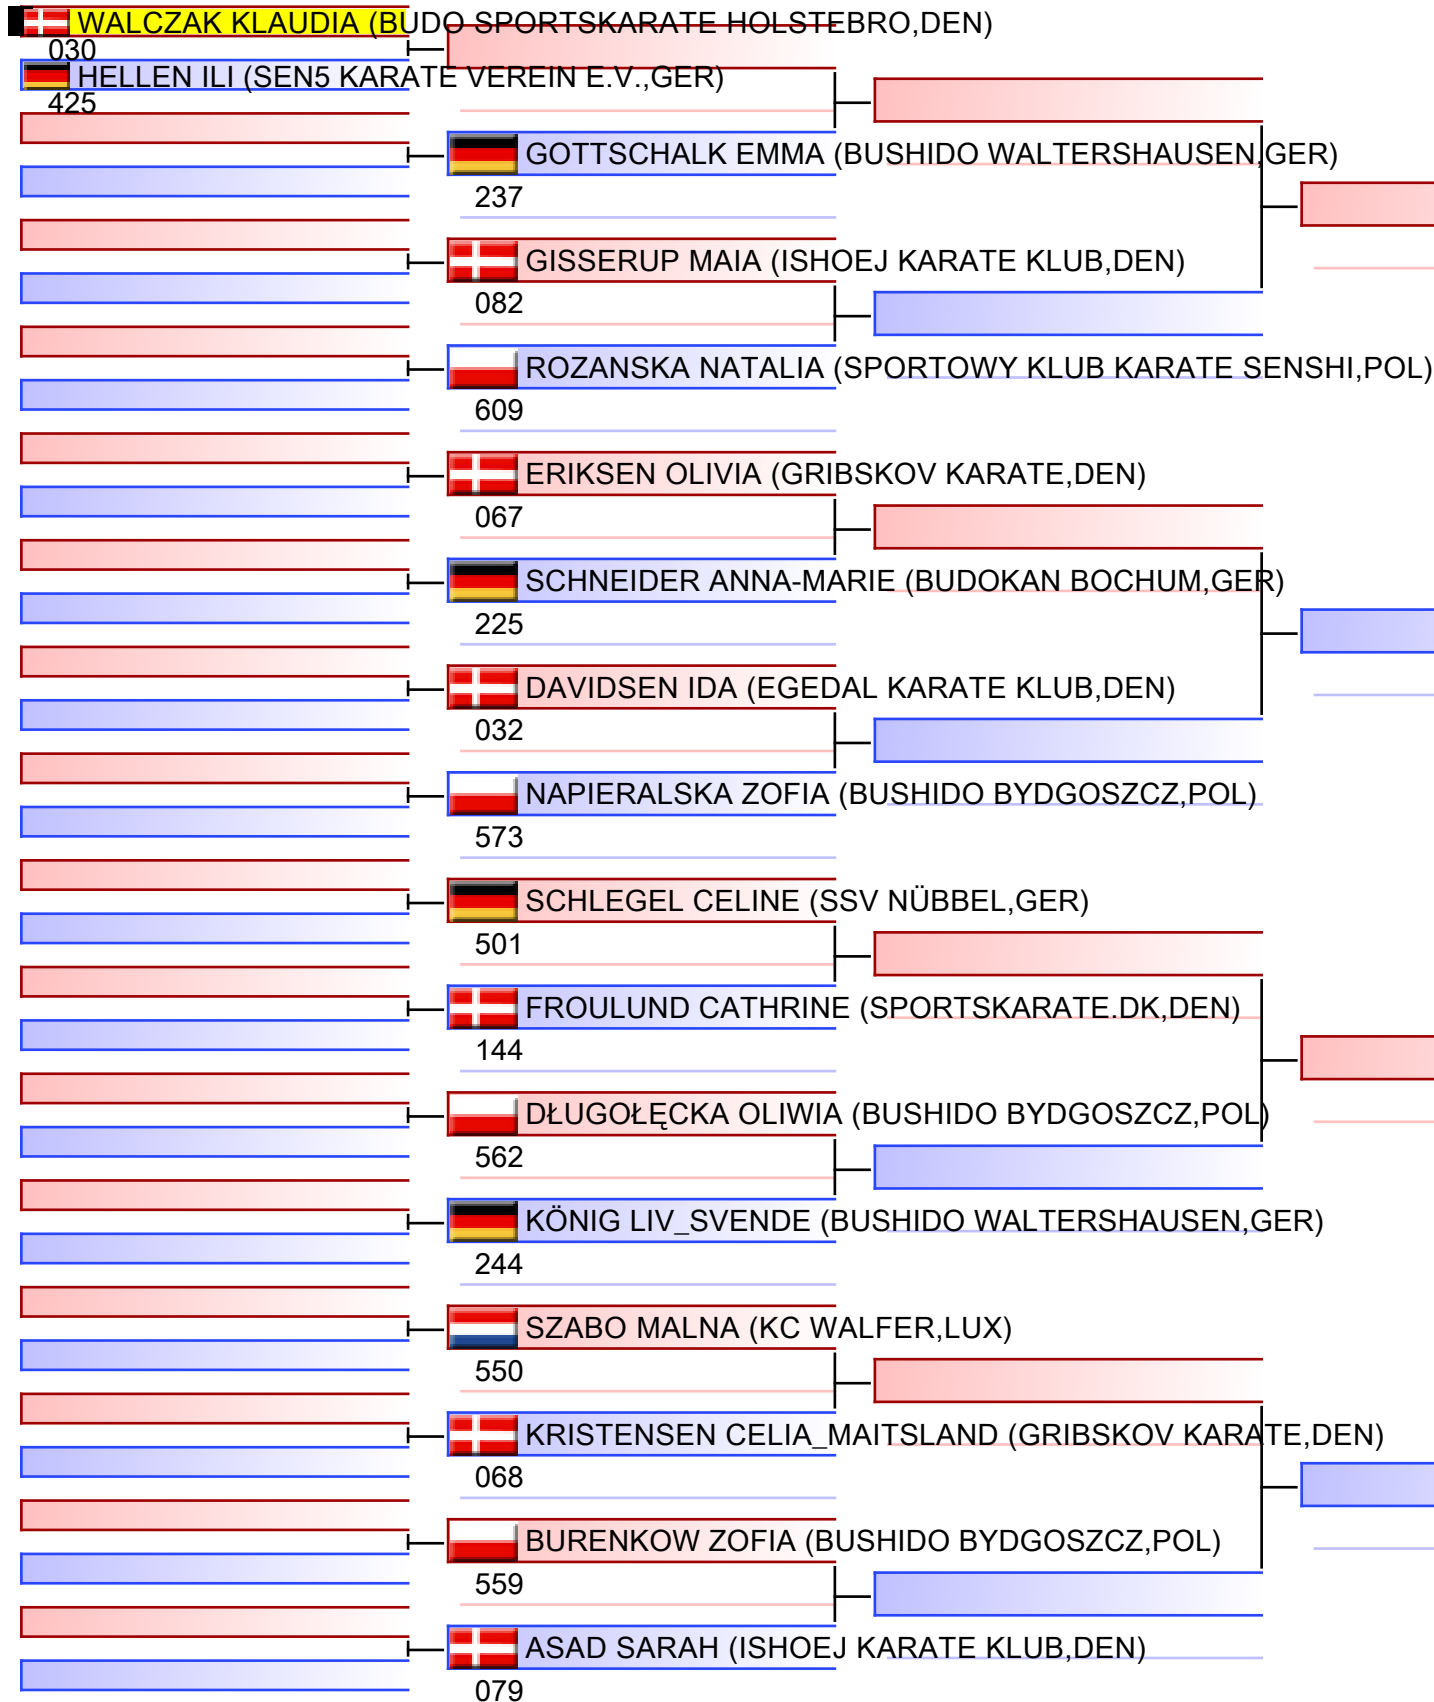 WALCZAK KLAUDIA (BUDO SPORTSKARATE HOLSTEBRO,DEN)
030
HELLEN ILI (SEN5 KARATE VEREIN E.V.,GER)
425
GOTTSCHALK EMMA (BUSHIDO WALTERSHAUSEN,GER)
237
GISSERUP MAIA (ISHOEJ KARATE KLUB,DEN)
082
ROZANSKA NATALIA (SPORTOWY KLUB KARATE SENSHI,POL)
609
ERIKSEN OLIVIA (GRIBSKOV KARATE,DEN)
067
SCHNEIDER ANNA-MARIE (BUDOKAN BOCHUM,GER)
225
DAVIDSEN IDA (EGEDAL KARATE KLUB,DEN)
032
NAPIERALSKA ZOFIA (BUSHIDO BYDGOSZCZ,POL)
573
SCHLEGEL CELINE (SSV NÜBBEL,GER)
501
FROULUND CATHRINE (SPORTSKARATE.DK,DEN)
144
DŁUGOŁĘCKA OLIWIA (BUSHIDO BYDGOSZCZ,POL)
562
KÖNIG LIV_SVENDE (BUSHIDO WALTERSHAUSEN,GER)
244
SZABO MALNA (KC WALFER,LUX)
550
KRISTENSEN CELIA_MAITSLAND (GRIBSKOV KARATE,DEN)
068
BURENKOW ZOFIA (BUSHIDO BYDGOSZCZ,POL)
559
ASAD SARAH (ISHOEJ KARATE KLUB,DEN)
079